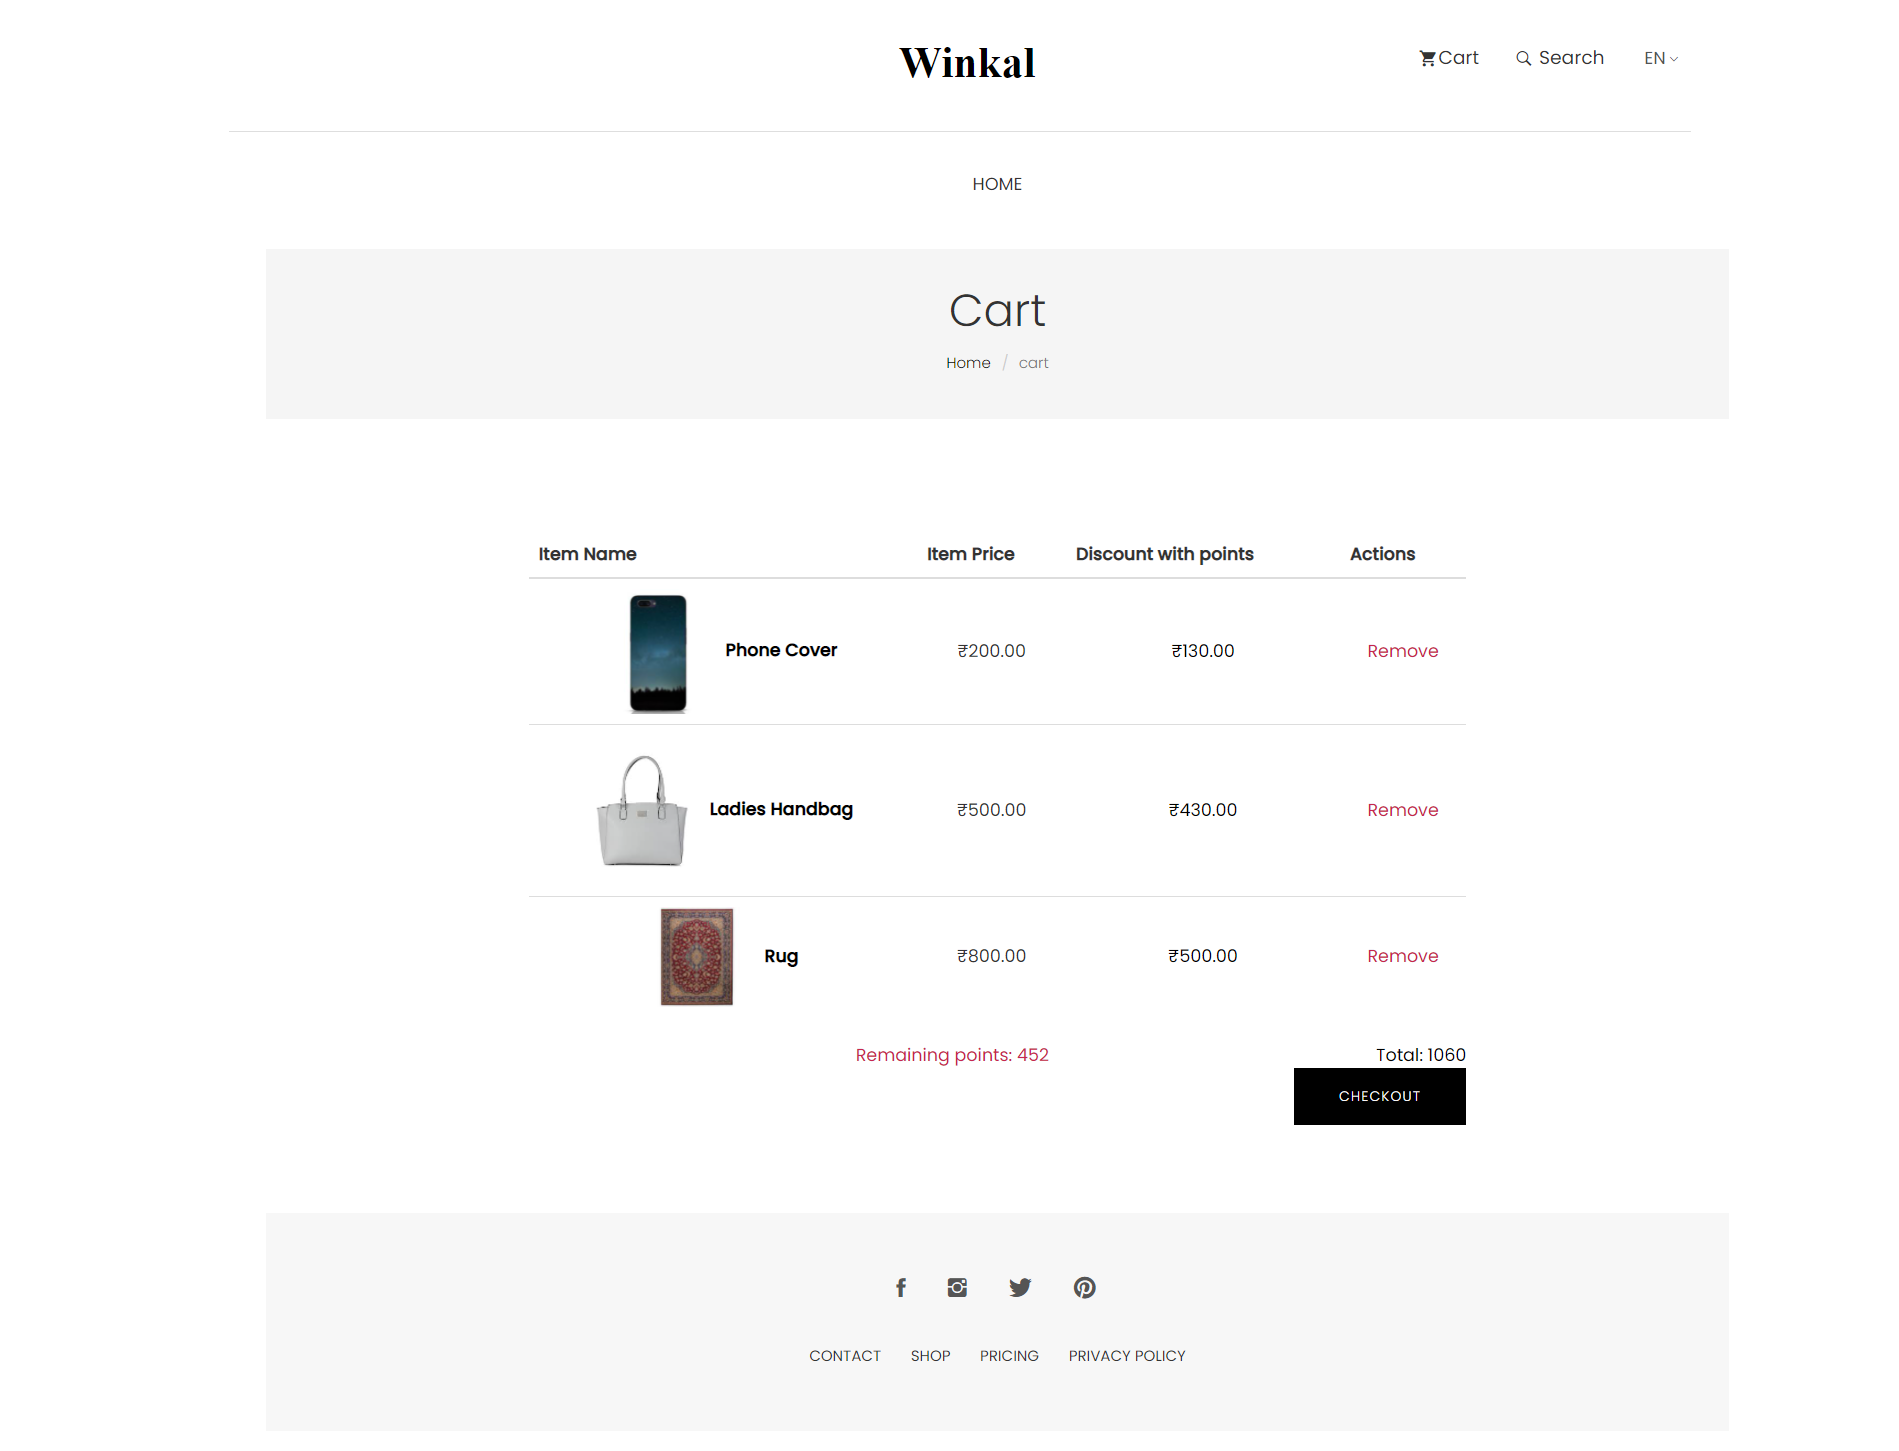 Winkal
Cart
Search
EN
HOME
Cart
Home / cart
Item Name Item Price Discount with points Actions
Phone Cover ₹200.00 ₹130.00 Remove
Ladies Handbag ₹500.00 ₹430.00 Remove
Rug ₹800.00 ₹500.00 Remove
Remaining points: 452 Total: 1060
CHECKOUT
CONTACT SHOP PRICING PRIVACY POLICY